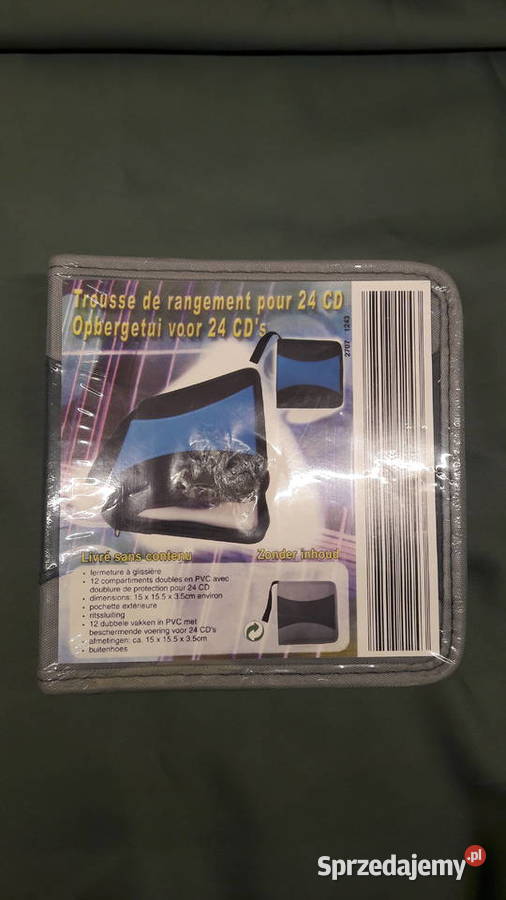 Trousse de rangement pour 24 CD
Opbergetui voor 24 CD's
2707 1243
Livré sans contenu
Zonder inhoud
• fermeture à glissière
• 12 compartiments doubles en PVC avec
doublure de protection pour 24 CD
• dimensions: 15 x 15.5 x 3.5cm environ
• pochette extérieure
• ritssluiting
• 12 dubbele vakken in PVC met
beschermende voering voor 24 CD's
• afmetingen: ca. 15 x 15.5 x 3.5cm
• buitenhoes
Sprzedajemy.pl